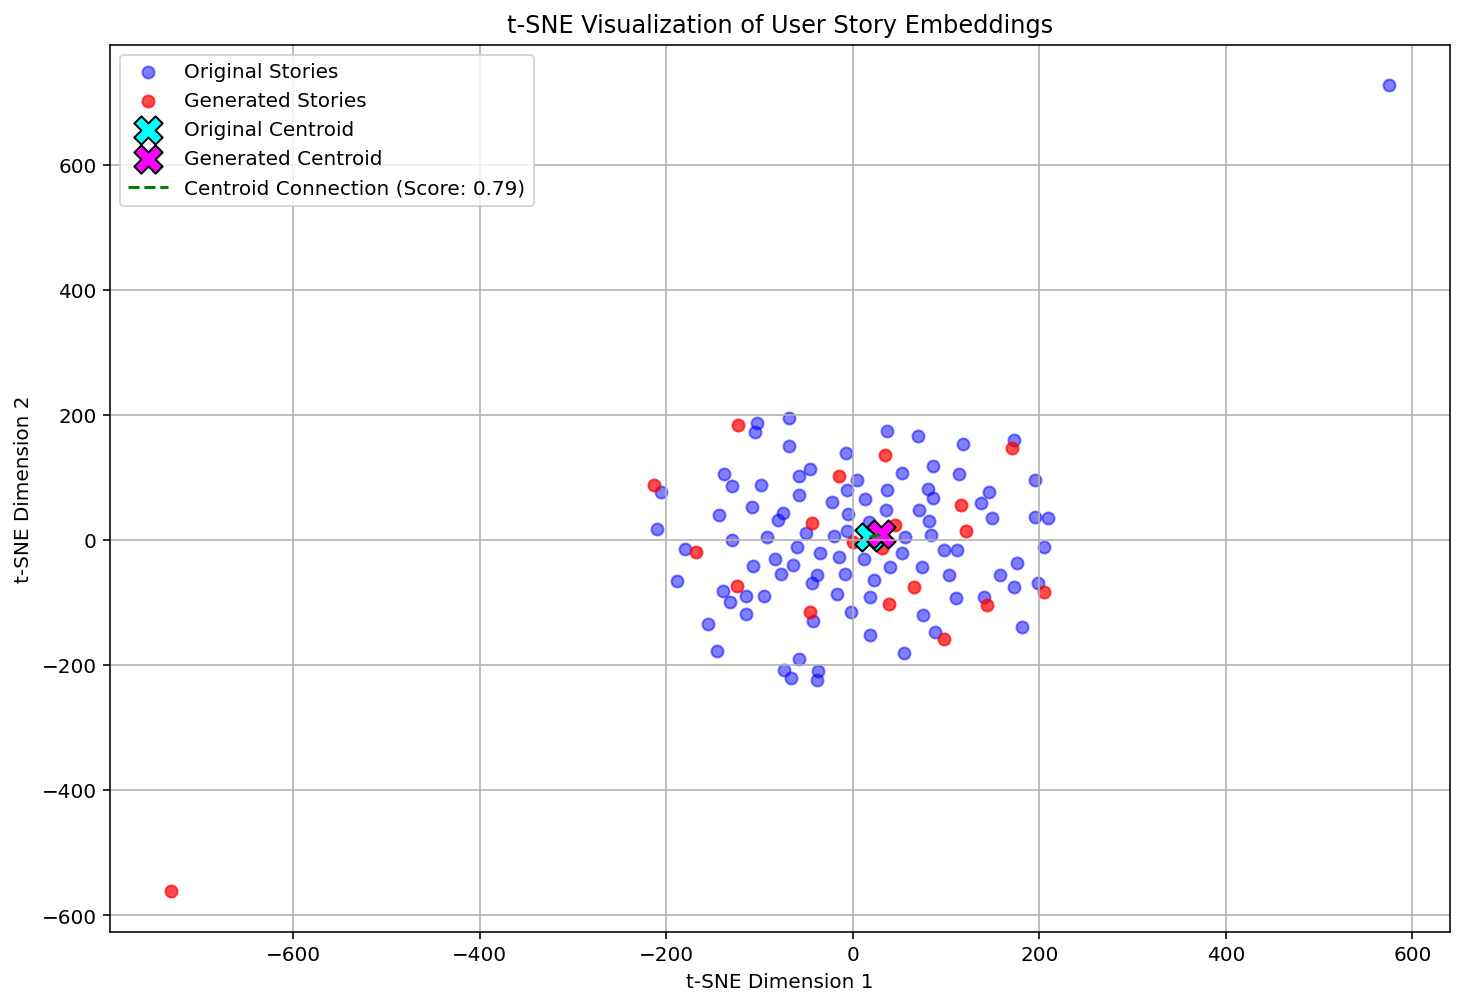 t-SNE Visualization of User Story Embeddings
Original Stories
Generated Stories
Original Centroid
Generated Centroid
Centroid Connection (Score: 0.79)
t-SNE Dimension 2
600
400
200
0
−200
−400
−600
−600
−400
−200
0
200
400
600
t-SNE Dimension 1